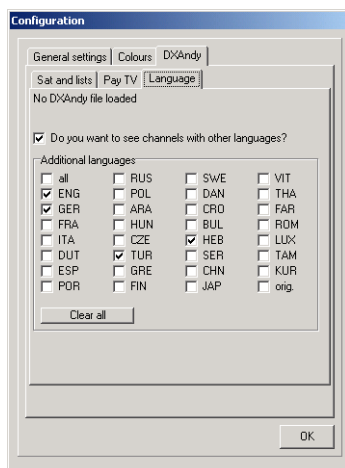 Configuration
General settings Colours DXAndy
Sat and lists Pay TV Language
No DXAndy file loaded
Do you want to see channels with other languages?
Additional languages
all RUS SWE VIT
ENG POL DAN THA
GER ARA CRO FAR
FRA HUN BUL ROM
ITA CZE HEB LUX
DUT TUR SER TAM
ESP GRE CHN KUR
POR FIN JAP orig.
Clear all
OK